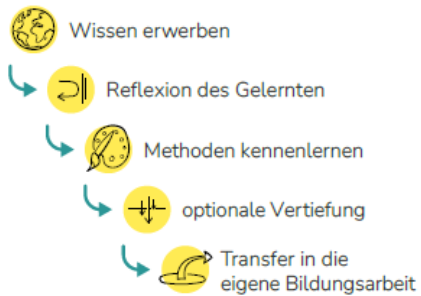 Wissen erwerben
Reflexion des Gelernten
Methoden kennenlernen
optionale Vertiefung
Transfer in die
eigene Bildungsarbeit